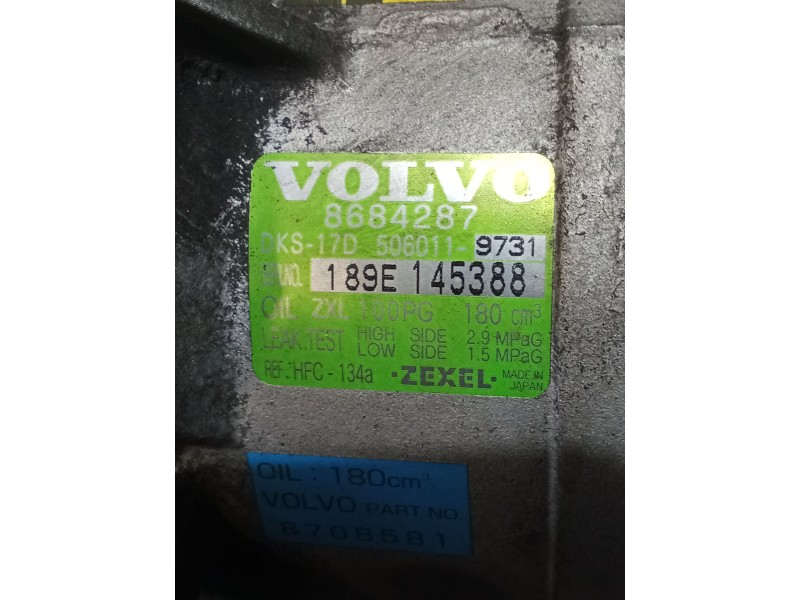 VOLVO
8684287
DKS-17D 506011-9731
189E 145388
OIL ZXL 100PG 180 cm³
LEAK.TEST HIGH SIDE 2.9 MPaG
LOW SIDE 1.5 MPaG
REF.:HFC-134a ·ZEXEL· MADE IN JAPAN
OIL: 180cm³
VOLVO PART NO.
8708581